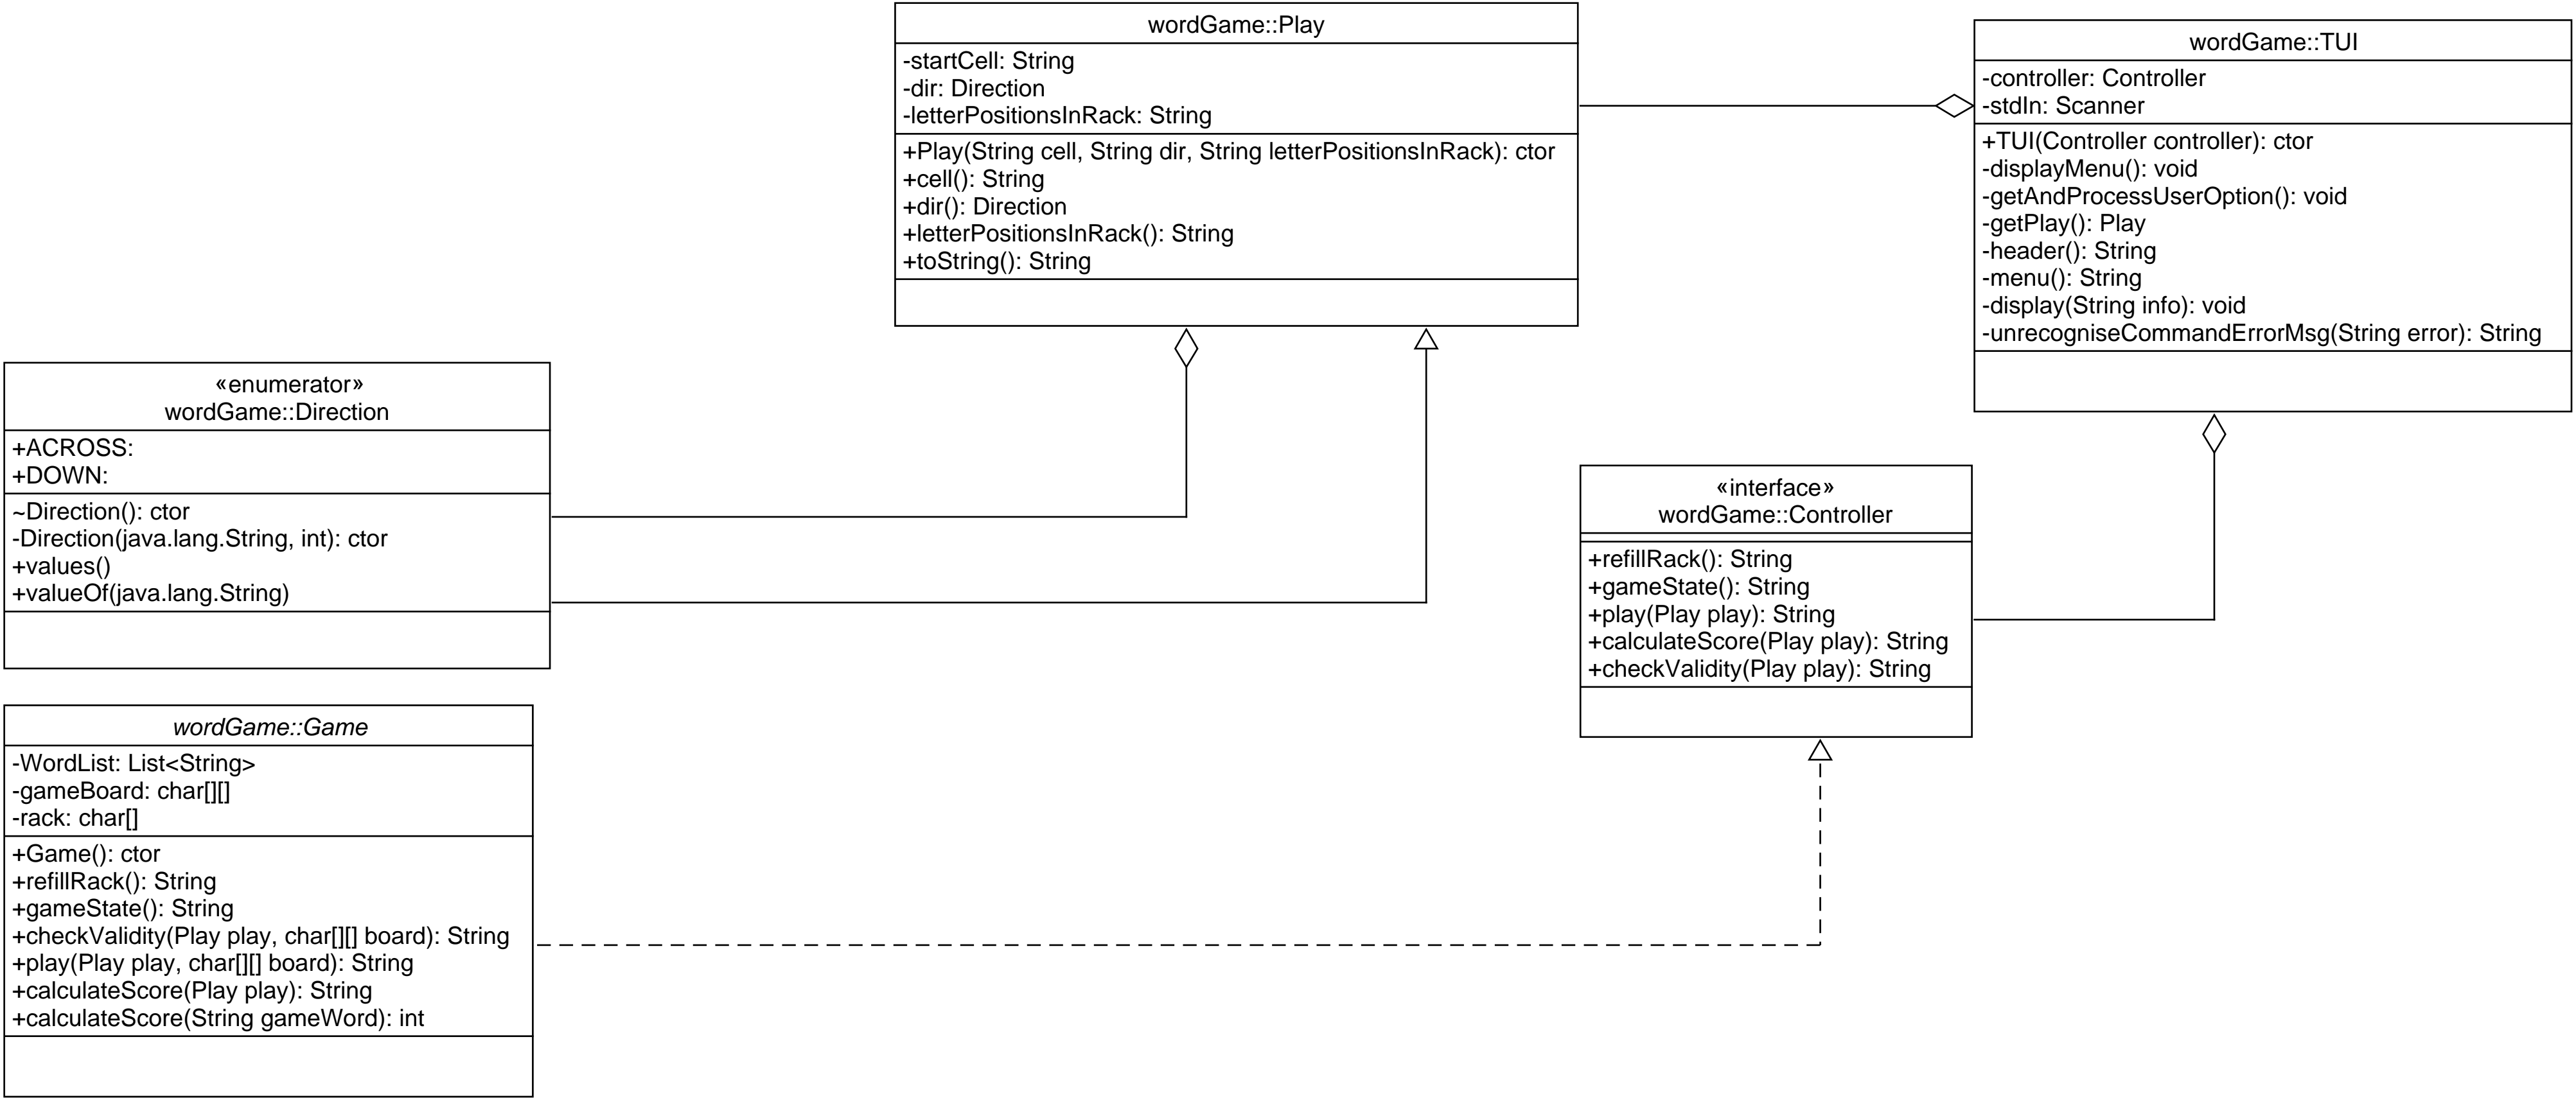 wordGame::Play
-startCell: String
-dir: Direction
-letterPositionsInRack: String
+Play(String cell, String dir, String letterPositionsInRack): ctor
+cell(): String
+dir(): Direction
+letterPositionsInRack(): String
+toString(): String
wordGame::TUI
-controller: Controller
-stdIn: Scanner
+TUI(Controller controller): ctor
-displayMenu(): void
-getAndProcessUserOption(): void
-getPlay(): Play
-header(): String
-menu(): String
-display(String info): void
-unrecogniseCommandErrorMsg(String error): String
«enumerator»
wordGame::Direction
+ACROSS:
+DOWN:
~Direction(): ctor
-Direction(java.lang.String, int): ctor
+values()
+valueOf(java.lang.String)
«interface»
wordGame::Controller
+refillRack(): String
+gameState(): String
+play(Play play): String
+calculateScore(Play play): String
+checkValidity(Play play): String
wordGame::Game
-WordList: List<String>
-gameBoard: char[][]
-rack: char[]
+Game(): ctor
+refillRack(): String
+gameState(): String
+checkValidity(Play play, char[][] board): String
+play(Play play, char[][] board): String
+calculateScore(Play play): String
+calculateScore(String gameWord): int